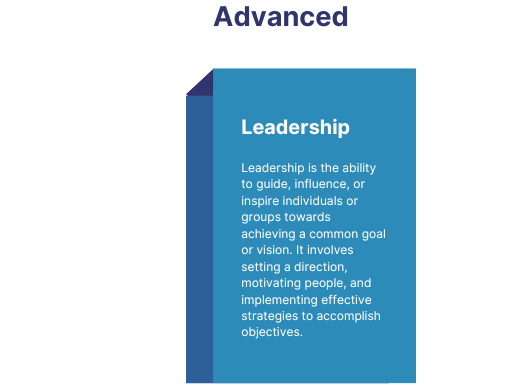 Advanced
Leadership
Leadership is the ability
to guide, influence, or
inspire individuals or
groups towards
achieving a common goal
or vision. It involves
setting a direction,
motivating people, and
implementing effective
strategies to accomplish
objectives.